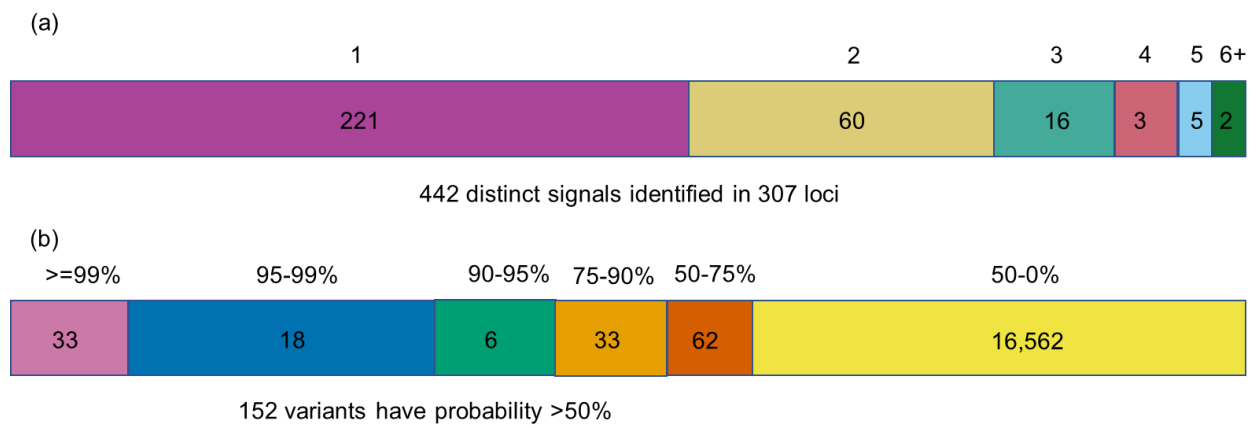 (a)
1 2 3 4 5 6+
221 60 16 3 5 2
442 distinct signals identified in 307 loci
(b)
>=99% 95-99% 90-95% 75-90% 50-75% 50-0%
33 18 6 33 62 16,562
152 variants have probability >50%